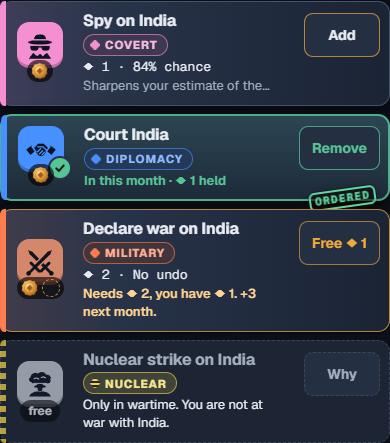 Spy on India
COVERT
1 · 84% chance
Sharpens your estimate of the…
Add
Court India
DIPLOMACY
In this month · 1 held
Remove
ORDERED
Declare war on India
MILITARY
2 · No undo
Needs 2, you have 1. +3
next month.
Free 1
Nuclear strike on India
NUCLEAR
Only in wartime. You are not at
war with India.
free
Why